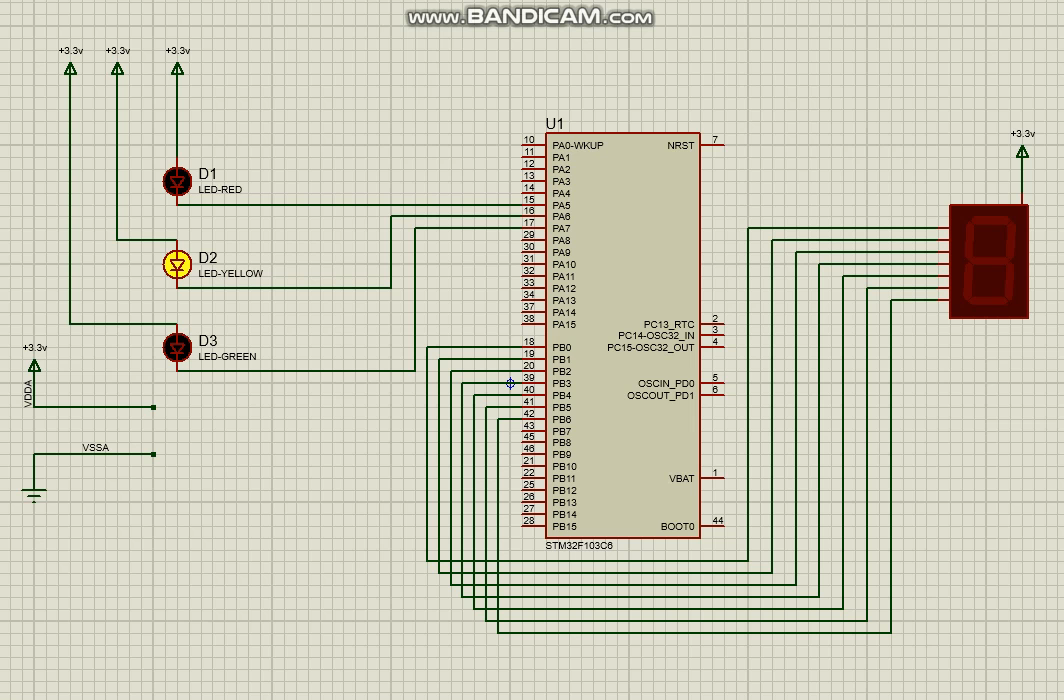 www.BANDICAM.com
+3.3v +3.3v +3.3v
D1
LED-RED
D2
LED-YELLOW
D3
LED-GREEN
+3.3v
VDDA
VSSA
U1
10 PA0-WKUP NRST 7
11 PA1
12 PA2
13 PA3
14 PA4
15 PA5
16 PA6
17 PA7
29 PA8
30 PA9
31 PA10
32 PA11
33 PA12
34 PA13
37 PA14
38 PA15 PC13_RTC 2
PC14-OSC32_IN 3
18 PB0 PC15-OSC32_OUT 4
19 PB1
20 PB2
39 PB3 OSCIN_PD0 5
40 PB4 OSCOUT_PD1 6
41 PB5
42 PB6
43 PB7
45 PB8
46 PB9
21 PB10
22 PB11 VBAT 1
25 PB12
26 PB13
27 PB14
28 PB15 BOOT0 44
STM32F103C6
+3.3v